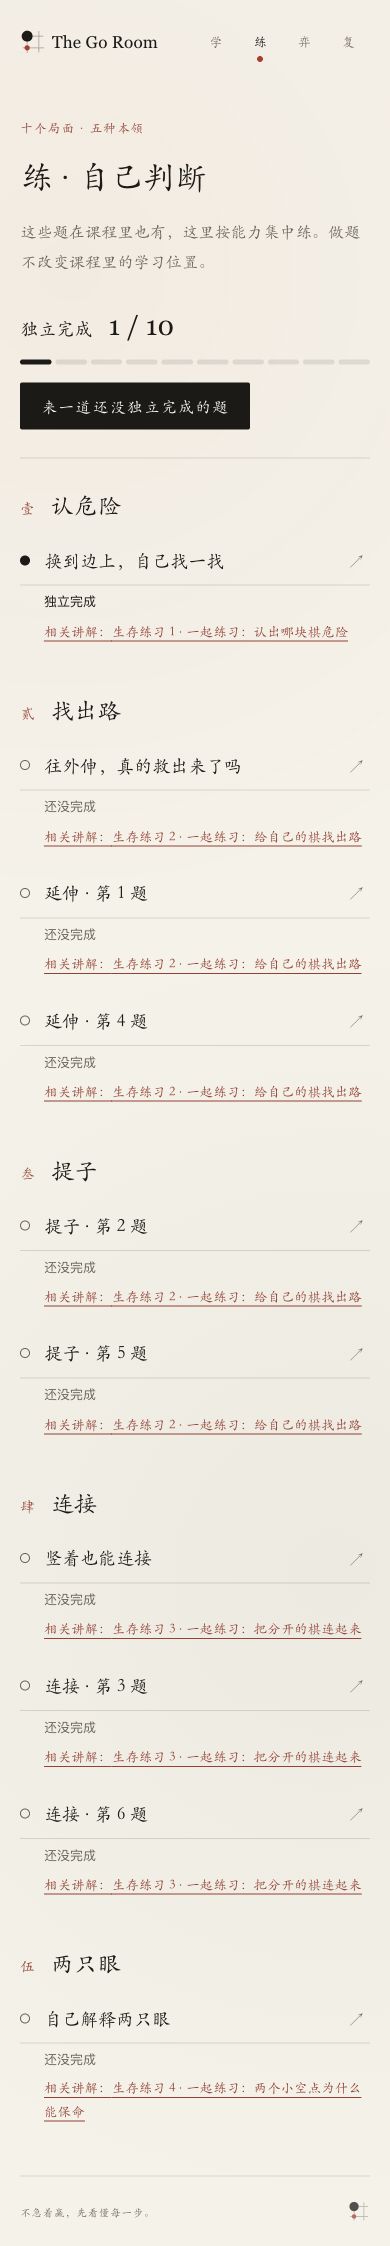 The Go Room
学 练 弈 复
十个局面 · 五种本领
练 · 自己判断
这些题在课程里也有，这里按能力集中练。做题
不改变课程里的学习位置。
独立完成 1 / 10
来一道还没独立完成的题
壹 认危险
换到边上，自己找一找 ↗
独立完成
相关讲解：生存练习 1 · 一起练习：认出哪块棋危险
贰 找出路
往外伸，真的救出来了吗 ↗
还没完成
相关讲解：生存练习 2 · 一起练习：给自己的棋找出路
延伸 · 第 1 题 ↗
还没完成
相关讲解：生存练习 2 · 一起练习：给自己的棋找出路
延伸 · 第 4 题 ↗
还没完成
相关讲解：生存练习 2 · 一起练习：给自己的棋找出路
叁 提子
提子 · 第 2 题 ↗
还没完成
相关讲解：生存练习 2 · 一起练习：给自己的棋找出路
提子 · 第 5 题 ↗
还没完成
相关讲解：生存练习 2 · 一起练习：给自己的棋找出路
肆 连接
竖着也能连接 ↗
还没完成
相关讲解：生存练习 3 · 一起练习：把分开的棋连起来
连接 · 第 3 题 ↗
还没完成
相关讲解：生存练习 3 · 一起练习：把分开的棋连起来
连接 · 第 6 题 ↗
还没完成
相关讲解：生存练习 3 · 一起练习：把分开的棋连起来
伍 两只眼
自己解释两只眼 ↗
还没完成
相关讲解：生存练习 4 · 一起练习：两个小空点为什么
能保命
不急着赢，先看懂每一步。